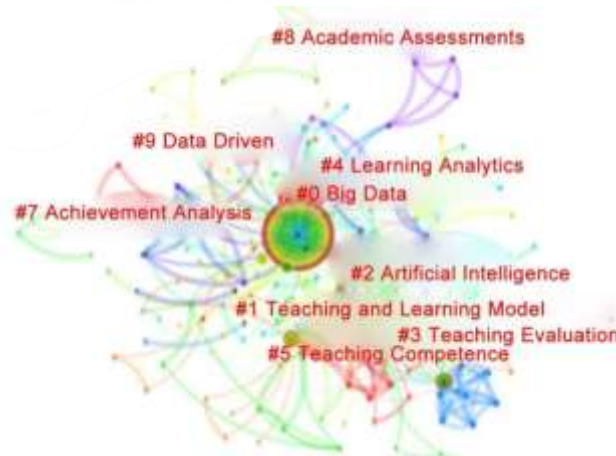 #8 Academic Assessments
#9 Data Driven
#4 Learning Analytics
#0 Big Data
#7 Achievement Analysis
#2 Artificial Intelligence
#1 Teaching and Learning Model
#3 Teaching Evaluation
#5 Teaching Competence